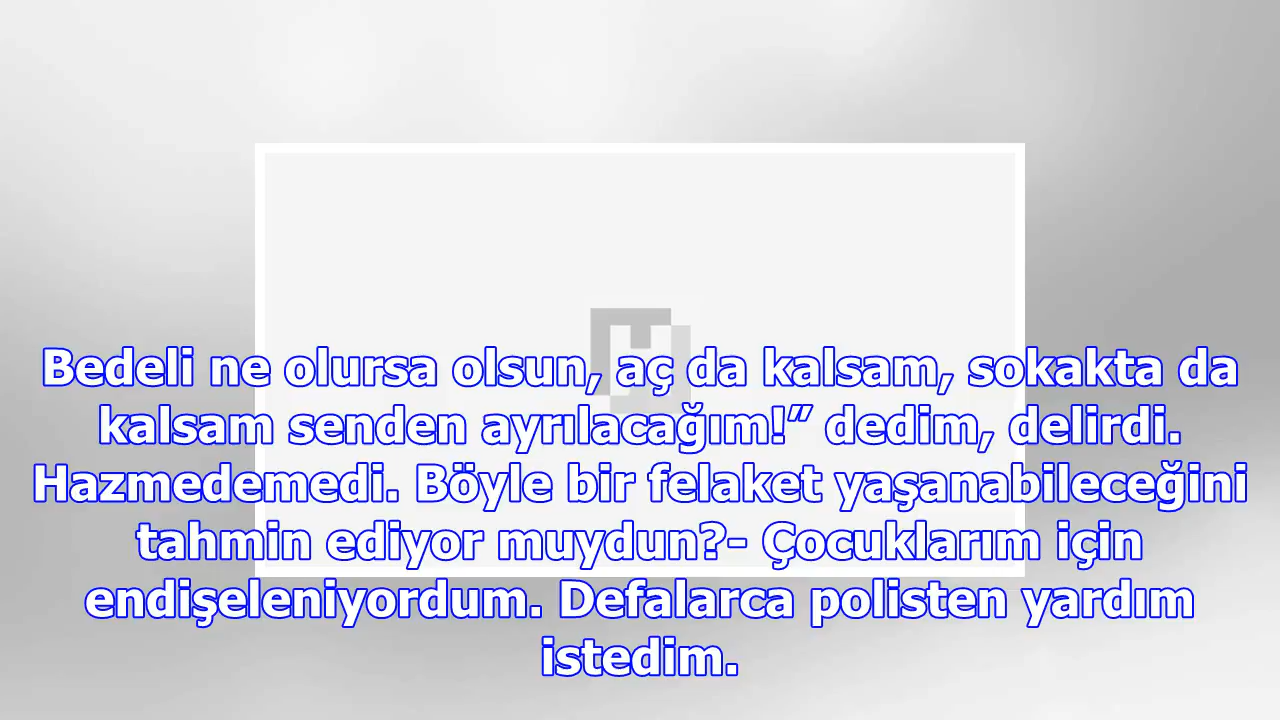 Bedeli ne olursa olsun, aç da kalsam, sokakta da
kalsam senden ayrılacağım!” dedim, delirdi.
Hazmedemedi. Böyle bir felaket yaşanabileceğini
tahmin ediyor muydun?- Çocuklarım için
endişeleniyordum. Defalarca polisten yardım
istedim.